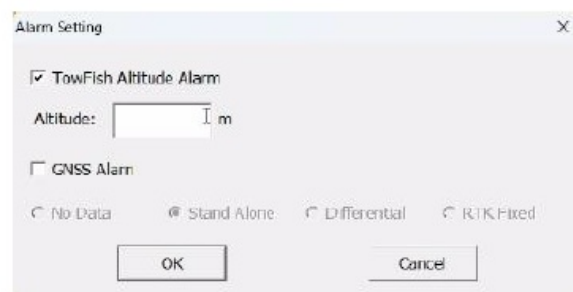 Alarm Setting X
TowFish Altitude Alarm
Altitude: m
GNSS Alarm
No Data Stand Alone Differential RTK Fixed
OK Cancel